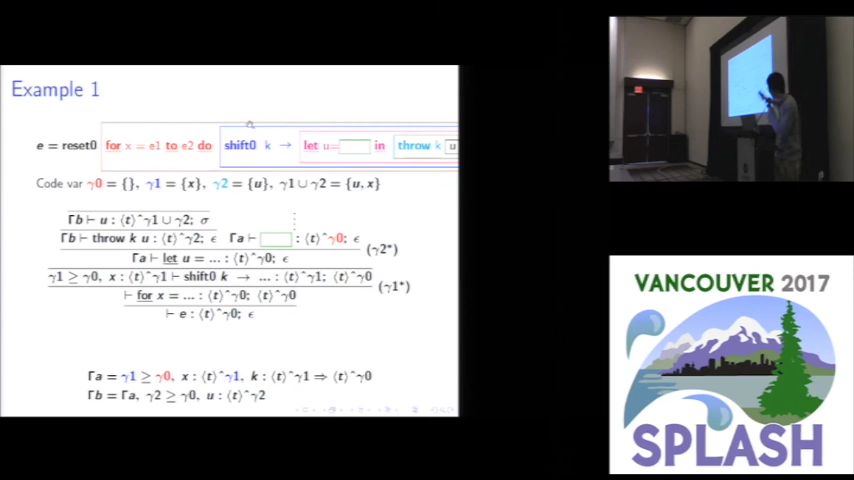 Example 1
e = reset0 for x = e1 to e2 do shift0 k → let u= in throw k u
Code var γ0 = {}, γ1 = {x}, γ2 = {u}, γ1 ∪ γ2 = {u, x}
Γb ⊢ u : ⟨t⟩^γ1 ∪ γ2; σ
Γb ⊢ throw k u : ⟨t⟩^γ2; ϵ Γa ⊢ : ⟨t⟩^γ0; ϵ
(γ2*)
Γa ⊢ let u = ... : ⟨t⟩^γ0; ϵ
γ1 ≥ γ0, x : ⟨t⟩^γ1 ⊢ shift0 k → ... : ⟨t⟩^γ1; ⟨t⟩^γ0
(γ1*)
⊢ for x = ... : ⟨t⟩^γ0; ⟨t⟩^γ0
⊢ e : ⟨t⟩^γ0; ϵ
Γa = γ1 ≥ γ0, x : ⟨t⟩^γ1, k : ⟨t⟩^γ1 ⇒ ⟨t⟩^γ0
Γb = Γa, γ2 ≥ γ0, u : ⟨t⟩^γ2
VANCOUVER 2017
SPLASH